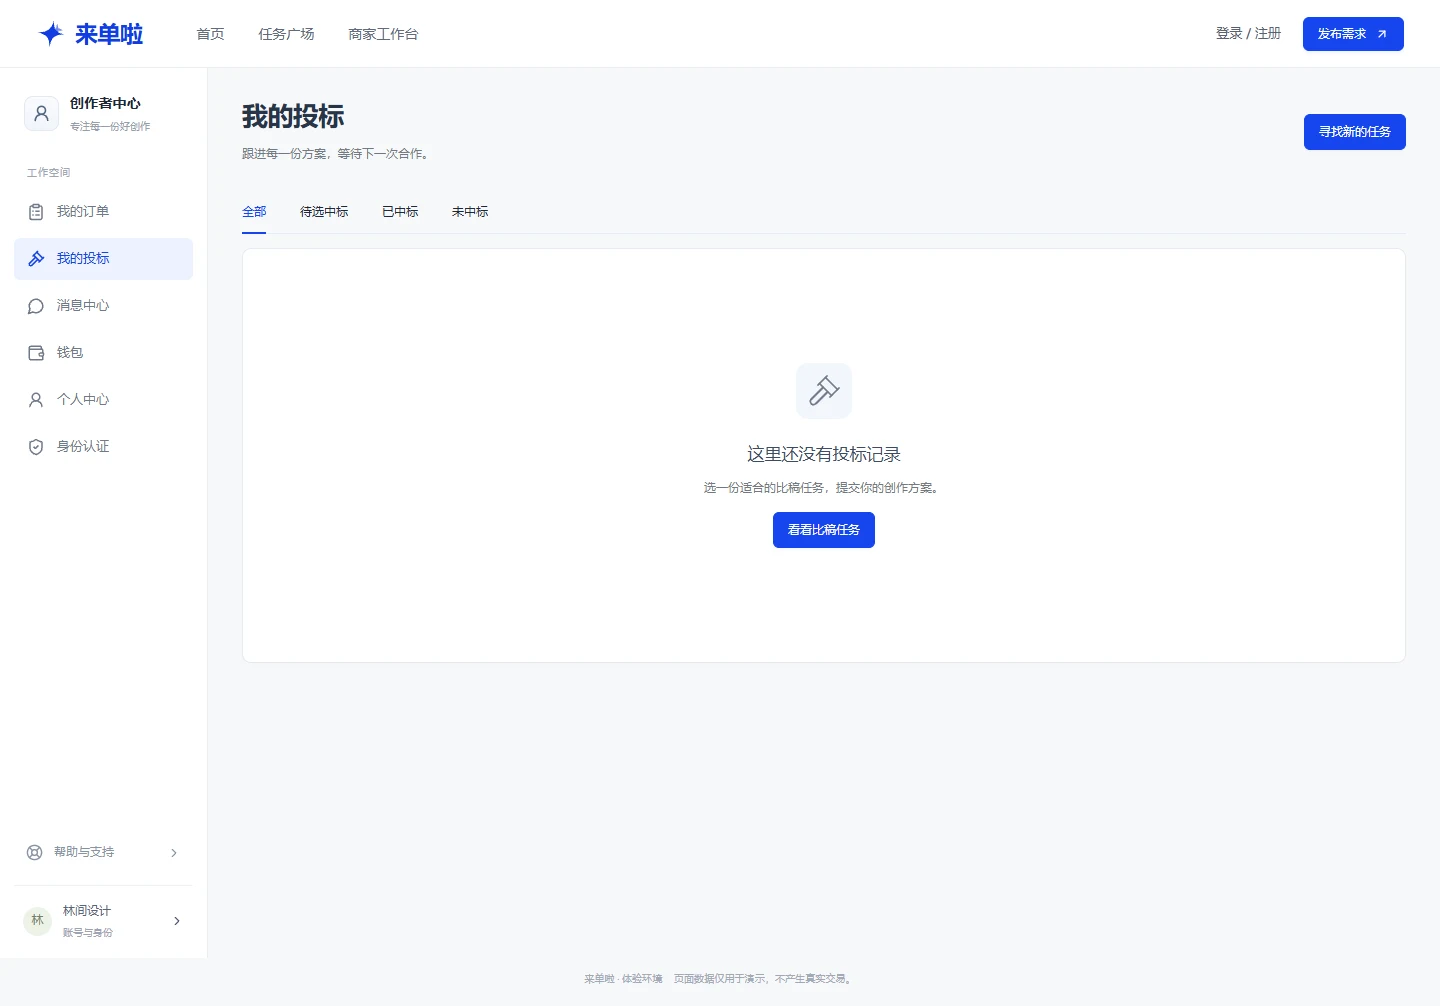 来单啦
首页
任务广场
商家工作台
登录 / 注册
发布需求
创作者中心
专注每一份好创作
工作空间
我的订单
我的投标
消息中心
钱包
个人中心
身份认证
帮助与支持
林
林间设计
账号与身份
我的投标
跟进每一份方案，等待下一次合作。
寻找新的任务
全部
待选中标
已中标
未中标
这里还没有投标记录
选一份适合的比稿任务，提交你的创作方案。
看看比稿任务
来单啦 · 体验环境 页面数据仅用于演示，不产生真实交易。